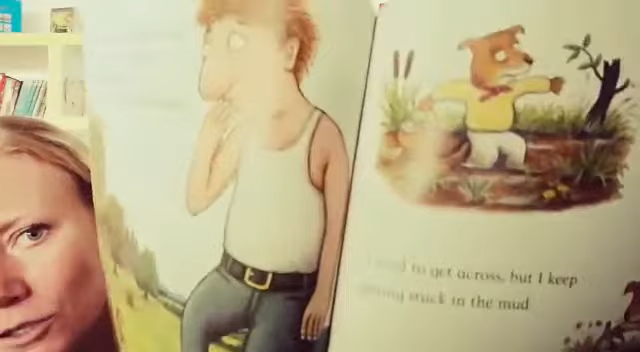 to get across, but I keep
stuck in the mud